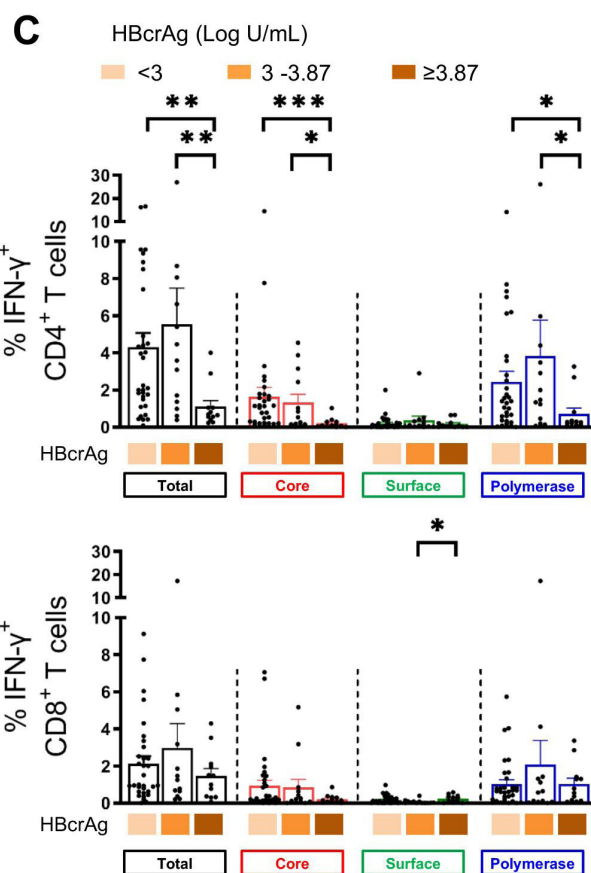 C
HBcrAg (Log U/mL)
<3 3 -3.87 ≥3.87
** *** *
** * *
% IFN-γ+
CD4+ T cells
30
20
10
10
8
6
4
2
0
HBcrAg
Total Core Surface Polymerase
*
% IFN-γ+
CD8+ T cells
30
20
10
10
8
6
4
2
0
HBcrAg
Total Core Surface Polymerase